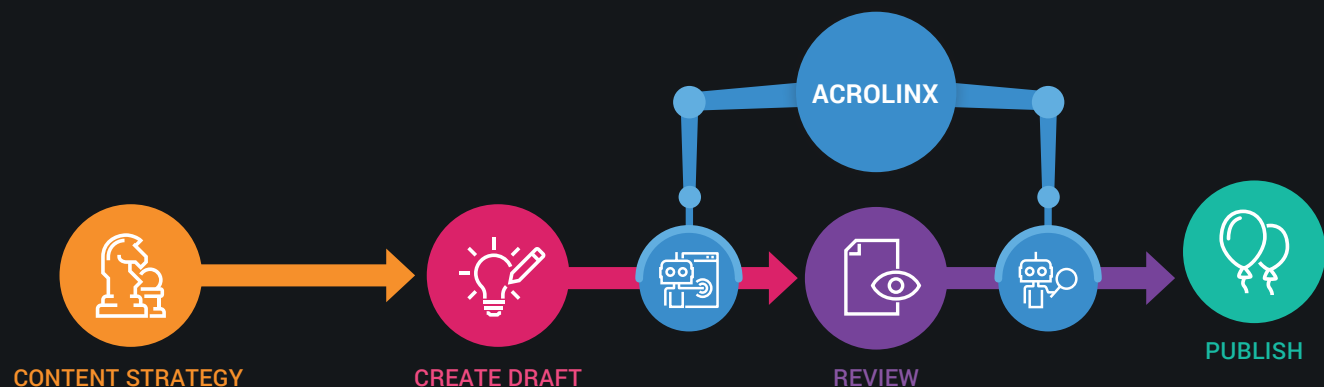 ACROLINX
CONTENT STRATEGY
CREATE DRAFT
REVIEW
PUBLISH